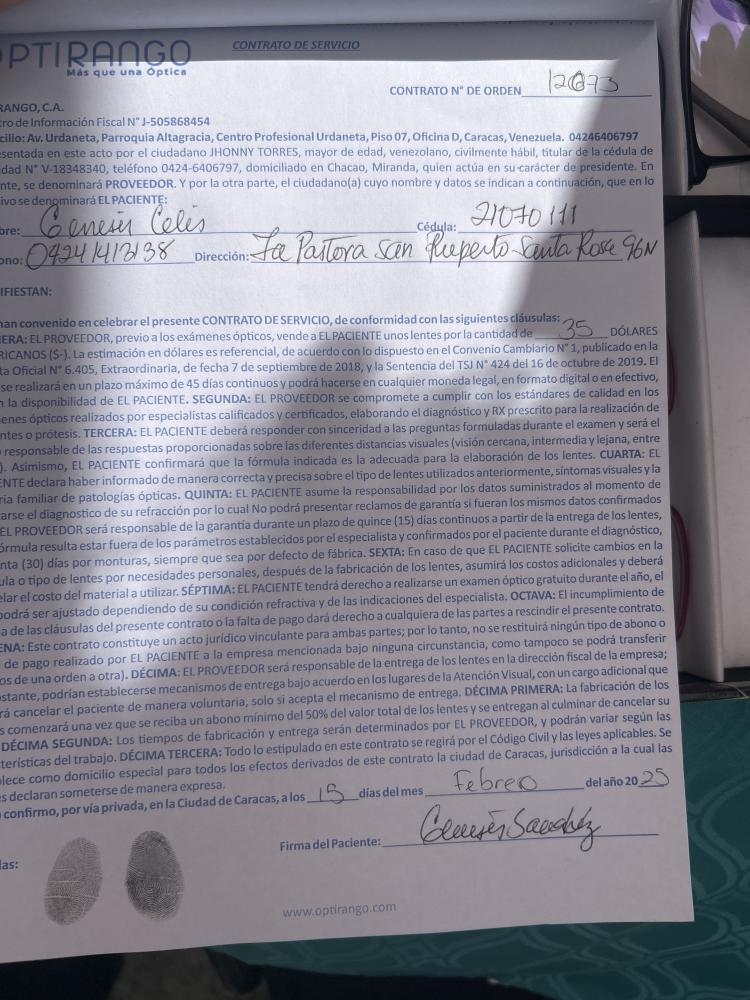 OPTIRANGO
CONTRATO DE SERVICIO
Más que una Óptica
CONTRATO N° DE ORDEN 12673
RANGO, C.A.
tro de Información Fiscal N° J-505868454
cilio: Av. Urdaneta, Parroquia Altagracia, Centro Profesional Urdaneta, Piso 07, Oficina D, Caracas, Venezuela. 04246406797
esentada en este acto por el ciudadano JHONNY TORRES, mayor de edad, venezolano, civilmente hábil, titular de la cédula de
dad N° V-18348340, teléfono 0424-6406797, domiciliado en Chacao, Miranda, quien actúa en su carácter de presidente. En
nte, se denominará PROVEEDOR. Y por la otra parte, el ciudadano(a) cuyo nombre y datos se indican a continuación, que en lo
ivo se denominará EL PACIENTE:
bre: Genesis Celis Cédula: 21070111
ono: 04241413138 Dirección: La Pastora San Ruperto Santa Rosa 96N
IFIESTAN:
han convenido en celebrar el presente CONTRATO DE SERVICIO, de conformidad con las siguientes cláusulas:
ERA: EL PROVEEDOR, previo a los exámenes ópticos, vende a EL PACIENTE unos lentes por la cantidad de 35 DÓLARES
RICANOS ($-). La estimación en dólares es referencial, de acuerdo con lo dispuesto en el Convenio Cambiario N° 1, publicado en la
ta Oficial N° 6.405, Extraordinaria, de fecha 7 de septiembre de 2018, y la Sentencia del TSJ N° 424 del 16 de octubre de 2019. El
se realizará en un plazo máximo de 45 días continuos y podrá hacerse en cualquier moneda legal, en formato digital o en efectivo,
n la disponibilidad de EL PACIENTE. SEGUNDA: EL PROVEEDOR se compromete a cumplir con los estándares de calidad en los
enes ópticos realizados por especialistas calificados y certificados, elaborando el diagnóstico y RX prescrito para la realización de
ntes o prótesis. TERCERA: EL PACIENTE deberá responder con sinceridad a las preguntas formuladas durante el examen y será el
responsable de las respuestas proporcionadas sobre las diferentes distancias visuales (visión cercana, intermedia y lejana, entre
). Asimismo, EL PACIENTE confirmará que la fórmula indicada es la adecuada para la elaboración de los lentes. CUARTA: EL
ENTE declara haber informado de manera correcta y precisa sobre el tipo de lentes utilizados anteriormente, síntomas visuales y la
ria familiar de patologías ópticas. QUINTA: EL PACIENTE asume la responsabilidad por los datos suministrados al momento de
arse el diagnostico de su refracción por lo cual No podrá presentar reclamos de garantía si fueran los mismos datos confirmados
EL PROVEEDOR será responsable de la garantía durante un plazo de quince (15) días continuos a partir de la entrega de los lentes,
órmula resulta estar fuera de los parámetros establecidos por el especialista y confirmados por el paciente durante el diagnóstico,
nta (30) días por monturas, siempre que sea por defecto de fábrica. SEXTA: En caso de que EL PACIENTE solicite cambios en la
ula o tipo de lentes por necesidades personales, después de la fabricación de los lentes, asumirá los costos adicionales y deberá
elar el costo del material a utilizar. SÉPTIMA: EL PACIENTE tendrá derecho a realizarse un examen óptico gratuito durante el año, el
podrá ser ajustado dependiendo de su condición refractiva y de las indicaciones del especialista. OCTAVA: El incumplimiento de
a de las cláusulas del presente contrato o la falta de pago dará derecho a cualquiera de las partes a rescindir el presente contrato.
ENA: Este contrato constituye un acto jurídico vinculante para ambas partes; por lo tanto, no se restituirá ningún tipo de abono o
de pago realizado por EL PACIENTE a la empresa mencionada bajo ninguna circunstancia, como tampoco se podrá transferir
os de una orden a otra). DÉCIMA: EL PROVEEDOR será responsable de la entrega de los lentes en la dirección fiscal de la empresa;
ostante, podrían establecerse mecanismos de entrega bajo acuerdo en los lugares de la Atención Visual, con un cargo adicional que
rá cancelar el paciente de manera voluntaria, solo si acepta el mecanismo de entrega. DÉCIMA PRIMERA: La fabricación de los
s comenzará una vez que se reciba un abono mínimo del 50% del valor total de los lentes y se entregan al culminar de cancelar su
DÉCIMA SEGUNDA: Los tiempos de fabricación y entrega serán determinados por EL PROVEEDOR, y podrán variar según las
cterísticas del trabajo. DÉCIMA TERCERA: Todo lo estipulado en este contrato se regirá por el Código Civil y las leyes aplicables. Se
lece como domicilio especial para todos los efectos derivados de este contrato la ciudad de Caracas, jurisdicción a la cual las
es declaran someterse de manera expresa.
o confirmo, por vía privada, en la Ciudad de Caracas, a los 15 días del mes Febrero del año 2025
Firma del Paciente: Genesis Sanchez
las:
www.optirango.com